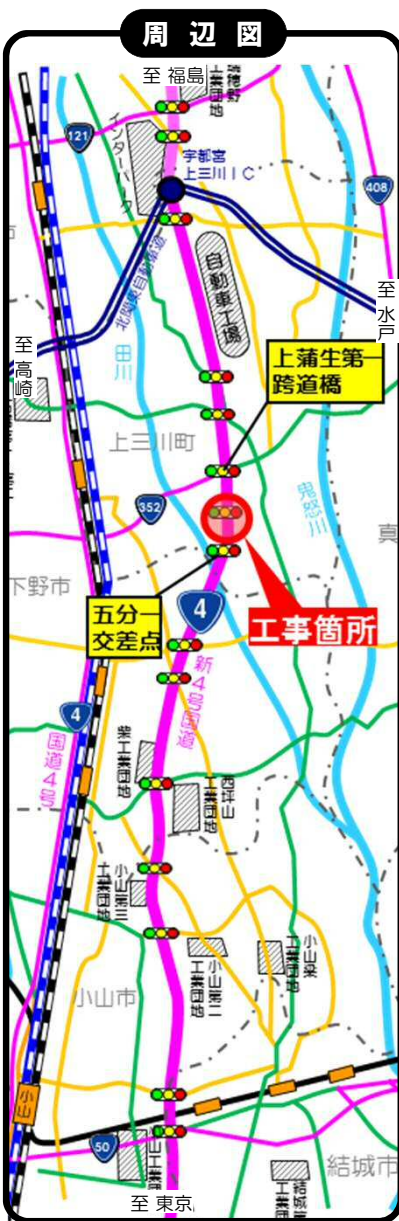 周辺図
至 福島
瑞穂野
工業団地
121
インターパーク
宇都宮
上三川IC
408
北関東自動車道
自動車工場
至 水戸
至 高崎
田川
上蒲生第一
跨道橋
上三川町
鬼怒川
352
真
下野市
五分一
交差点
4
工事箇所
新4号国道
4
国道4号
柴工業団地
西坪山
工業団地
小山第三
工業団地
小山第二
工業団地
小山東
工業団地
小山市
小山
50
結城市
至 東京